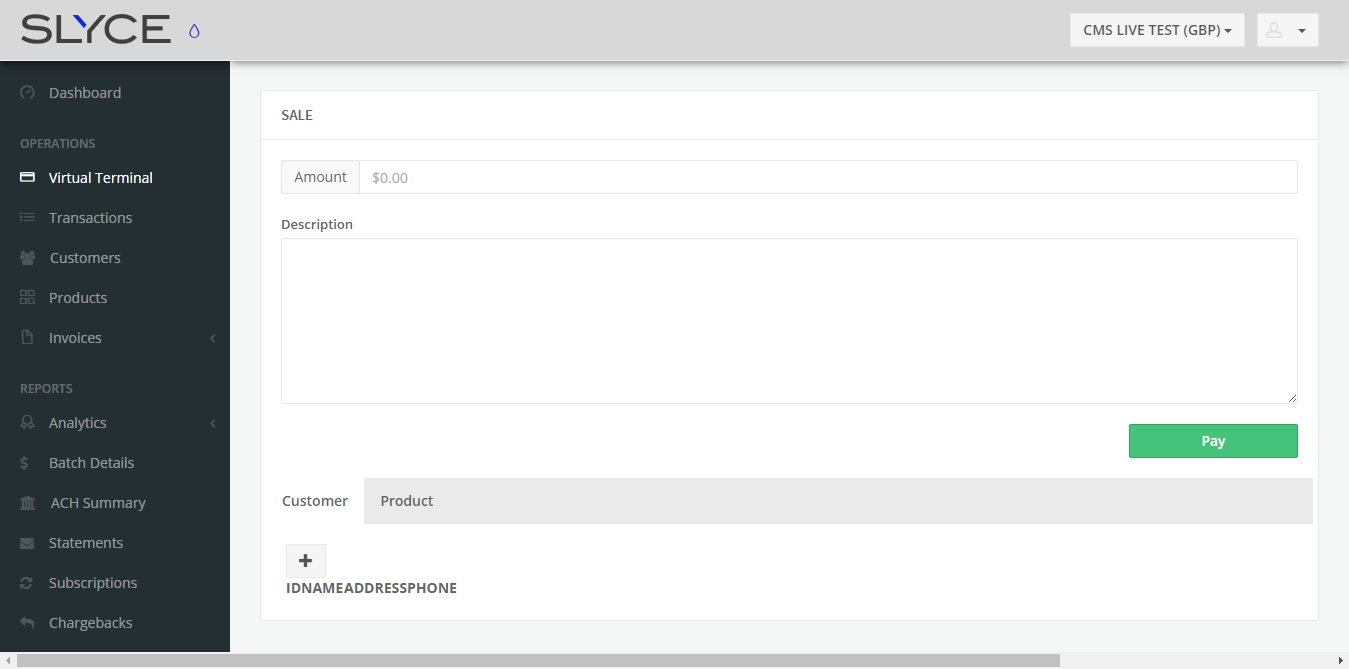 SLYCE
CMS LIVE TEST (GBP)
Dashboard
OPERATIONS
Virtual Terminal
Transactions
Customers
Products
Invoices
REPORTS
Analytics
Batch Details
ACH Summary
Statements
Subscriptions
Chargebacks
SALE
Amount $0.00
Description
Pay
Customer Product
IDNAMEADDRESSPHONE